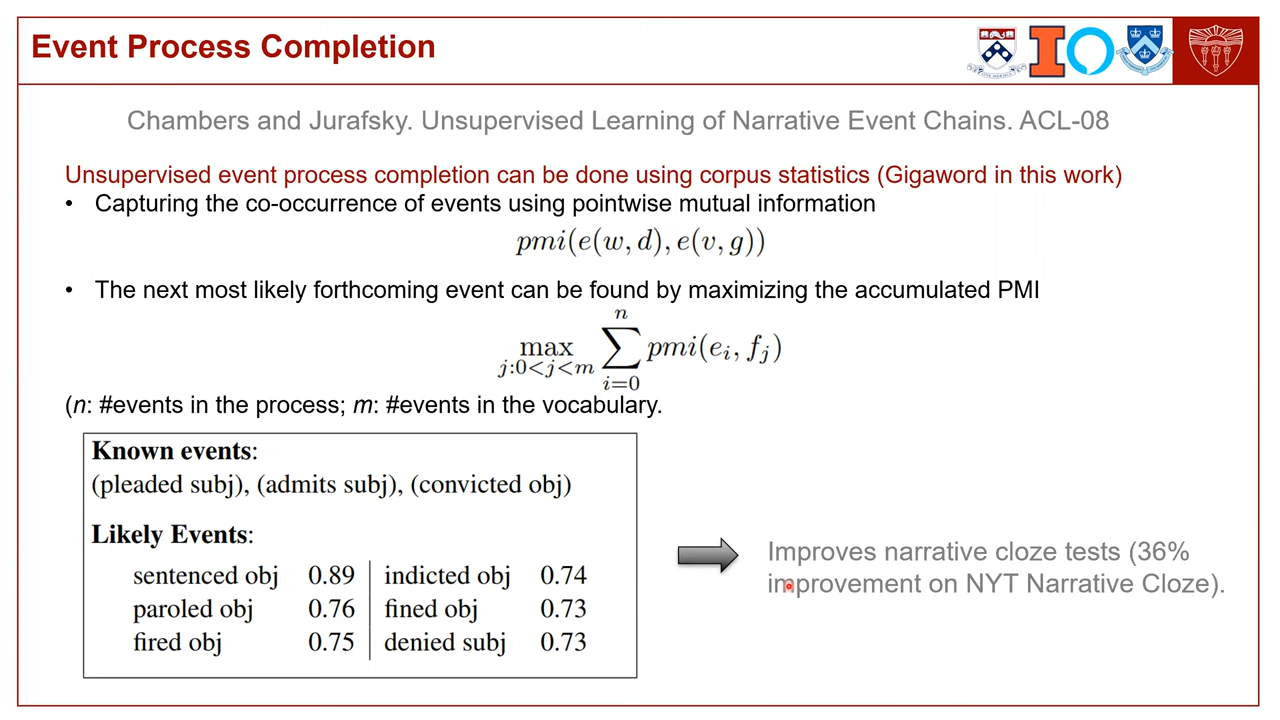 Event Process Completion
Chambers and Jurafsky. Unsupervised Learning of Narrative Event Chains. ACL-08
Unsupervised event process completion can be done using corpus statistics (Gigaword in this work)
• Capturing the co-occurrence of events using pointwise mutual information
pmi(e(w, d), e(v, g))
• The next most likely forthcoming event can be found by maximizing the accumulated PMI
max_{j:0<j<m} ∑_{i=0}^{n} pmi(e_i, f_j)
(n: #events in the process; m: #events in the vocabulary.
Known events:
(pleaded subj), (admits subj), (convicted obj)
Likely Events:
sentenced obj 0.89 | indicted obj 0.74
paroled obj 0.76 | fined obj 0.73
fired obj 0.75 | denied subj 0.73
Improves narrative cloze tests (36%
improvement on NYT Narrative Cloze).